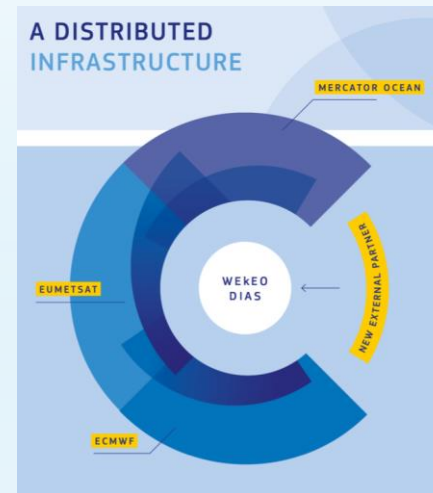 A DISTRIBUTED
INFRASTRUCTURE
MERCATOR OCEAN
WEkEO
DIAS
EUMETSAT
NEW EXTERNAL PARTNER
ECMWF